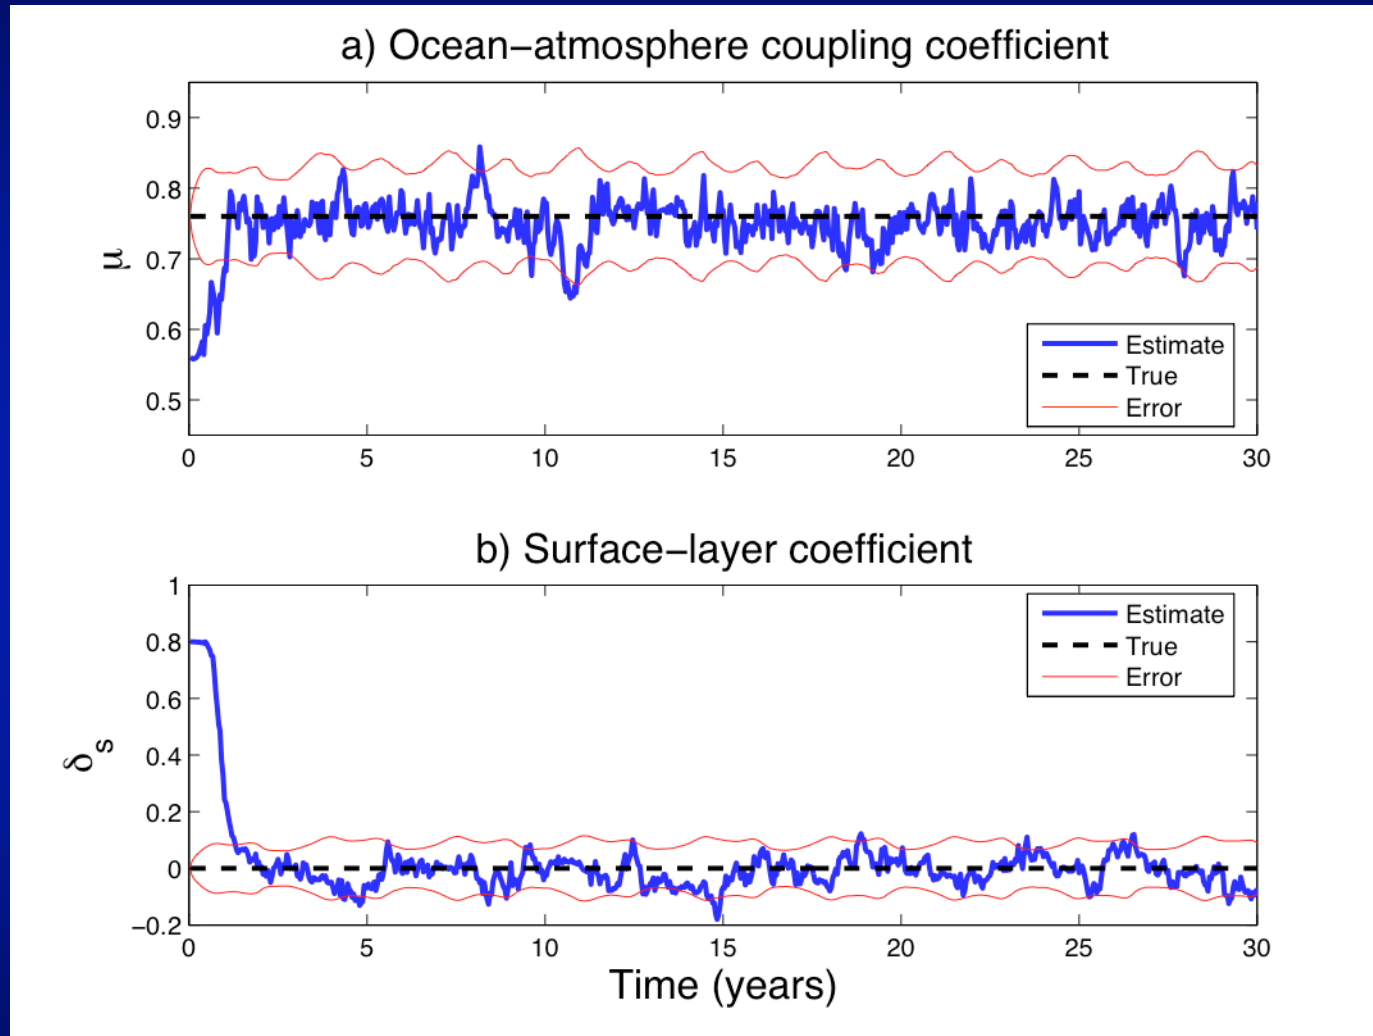 a) Ocean−atmosphere coupling coefficient
0.9
0.8
0.7
0.6
0.5
μ
Estimate
True
Error
0 5 10 15 20 25 30
b) Surface−layer coefficient
1
0.8
0.6
0.4
0.2
0
−0.2
δs
Estimate
True
Error
0 5 10 15 20 25 30
Time (years)